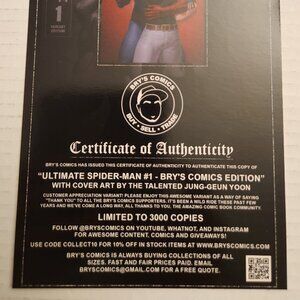 1
VARIANT
EDITION
BRY'S COMICS
BUY • SELL • TRADE
Certificate of Authenticity
BRY'S COMICS HAS ISSUED THIS CERTIFICATE OF AUTHENTICITY TO AUTHENTICATE THIS COPY OF
"ULTIMATE SPIDER-MAN #1 - BRY'S COMICS EDITION"
WITH COVER ART BY THE TALENTED JUNG-GEUN YOON
CUSTOMER APPRECIATION VARIANT! PLEASE ENJOY THIS AWESOME VARIANT AS A WAY OF SAYING
"THANK YOU" TO ALL THE BRY'S COMICS SUPPORTERS. IT'S BEEN A WILD RIDE THESE PAST FEW
YEARS AND WE'VE COME A LONG WAY, ALL THANKS TO YOU, THE AMAZING COMIC BOOK COMMUNITY.
LIMITED TO 3000 COPIES
FOLLOW @BRYSCOMICS ON YOUTUBE, WHATNOT, AND INSTAGRAM
FOR AWESOME CONTENT, COMICS AND GIVEAWAYS!
USE CODE COLLECT10 FOR 10% OFF IN STOCK ITEMS AT WWW.BRYSCOMICS.COM
BRY'S COMICS IS ALWAYS BUYING COLLECTIONS OF ALL
SIZES. FAST AND FAIR PRICES PAID. EMAIL
BRYSCOMICS@GMAIL.COM FOR A FREE QUOTE.